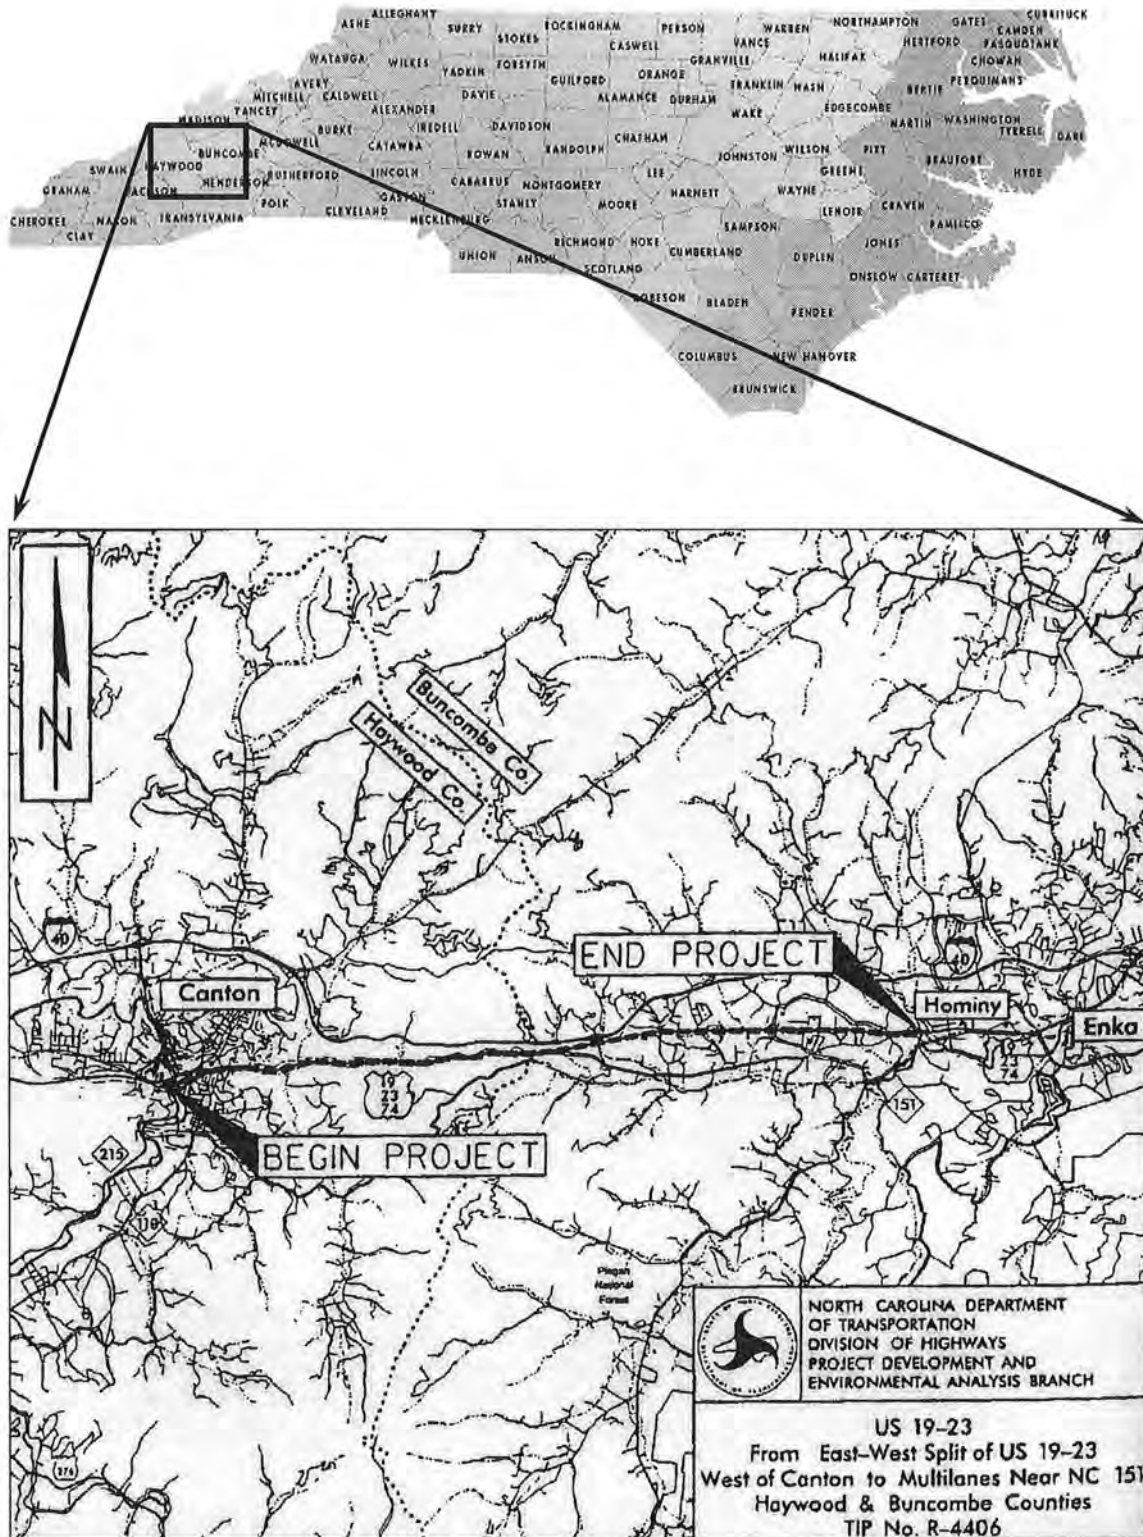 ALLEGHANY
CURRITUCK
ASHE
SURRY
ROCKINGHAM
PERSON
WARREN
NORTHAMPTON
GATES
CAMDEN
STOKES
CASWELL
VANCE
HERTFORD
PASQUOTANK
WATAUGA
WILKES
FORSYTH
GRANVILLE
HALIFAX
CHOWAN
YADKIN
GUILFORD
ORANGE
PERQUIMANS
AVERY
FRANKLIN
NASH
BERTIE
MITCHELL
CALDWELL
DAVIE
ALAMANCE
DURHAM
YANCEY
ALEXANDER
EDGECOMBE
MADISON
WAKE
MARTIN
WASHINGTON
BURKE
IREDELL
DAVIDSON
TYRRELL
DARE
MCDOWELL
CATAWBA
CHATHAM
RANDOLPH
WILSON
PITT
BUNCOMBE
ROWAN
JOHNSTON
BEAUFORT
SWAIN
HAYWOOD
RUTHERFORD
LINCOLN
LEE
GREENE
HYDE
HENDERSON
CABARRUS
MONTGOMERY
GRAHAM
JACKSON
HARNETT
WAYNE
GASTON
STANLY
MOORE
POLK
CRAVEN
CHEROKEE
MACON
TRANSYLVANIA
CLEVELAND
MECKLENBURG
LENOIR
CLAY
SAMPSON
PAMLICO
RICHMOND
HOKE
CUMBERLAND
JONES
UNION
ANSON
DUPLIN
SCOTLAND
ONSLOW
CARTERET
ROBESON
BLADEN
PENDER
COLUMBUS
NEW HANOVER
BRUNSWICK
N
Buncombe Co.
Haywood Co.
40
END PROJECT
40
Canton
Hominy
Enka
19
23
74
19
23
74
151
BEGIN PROJECT
215
110
Pisgah
National
Forest
276
NORTH CAROLINA DEPARTMENT
OF TRANSPORTATION
DIVISION OF HIGHWAYS
PROJECT DEVELOPMENT AND
ENVIRONMENTAL ANALYSIS BRANCH
US 19-23
From East-West Split of US 19-23
West of Canton to Multilanes Near NC 151
Haywood & Buncombe Counties
TIP No. R-4406